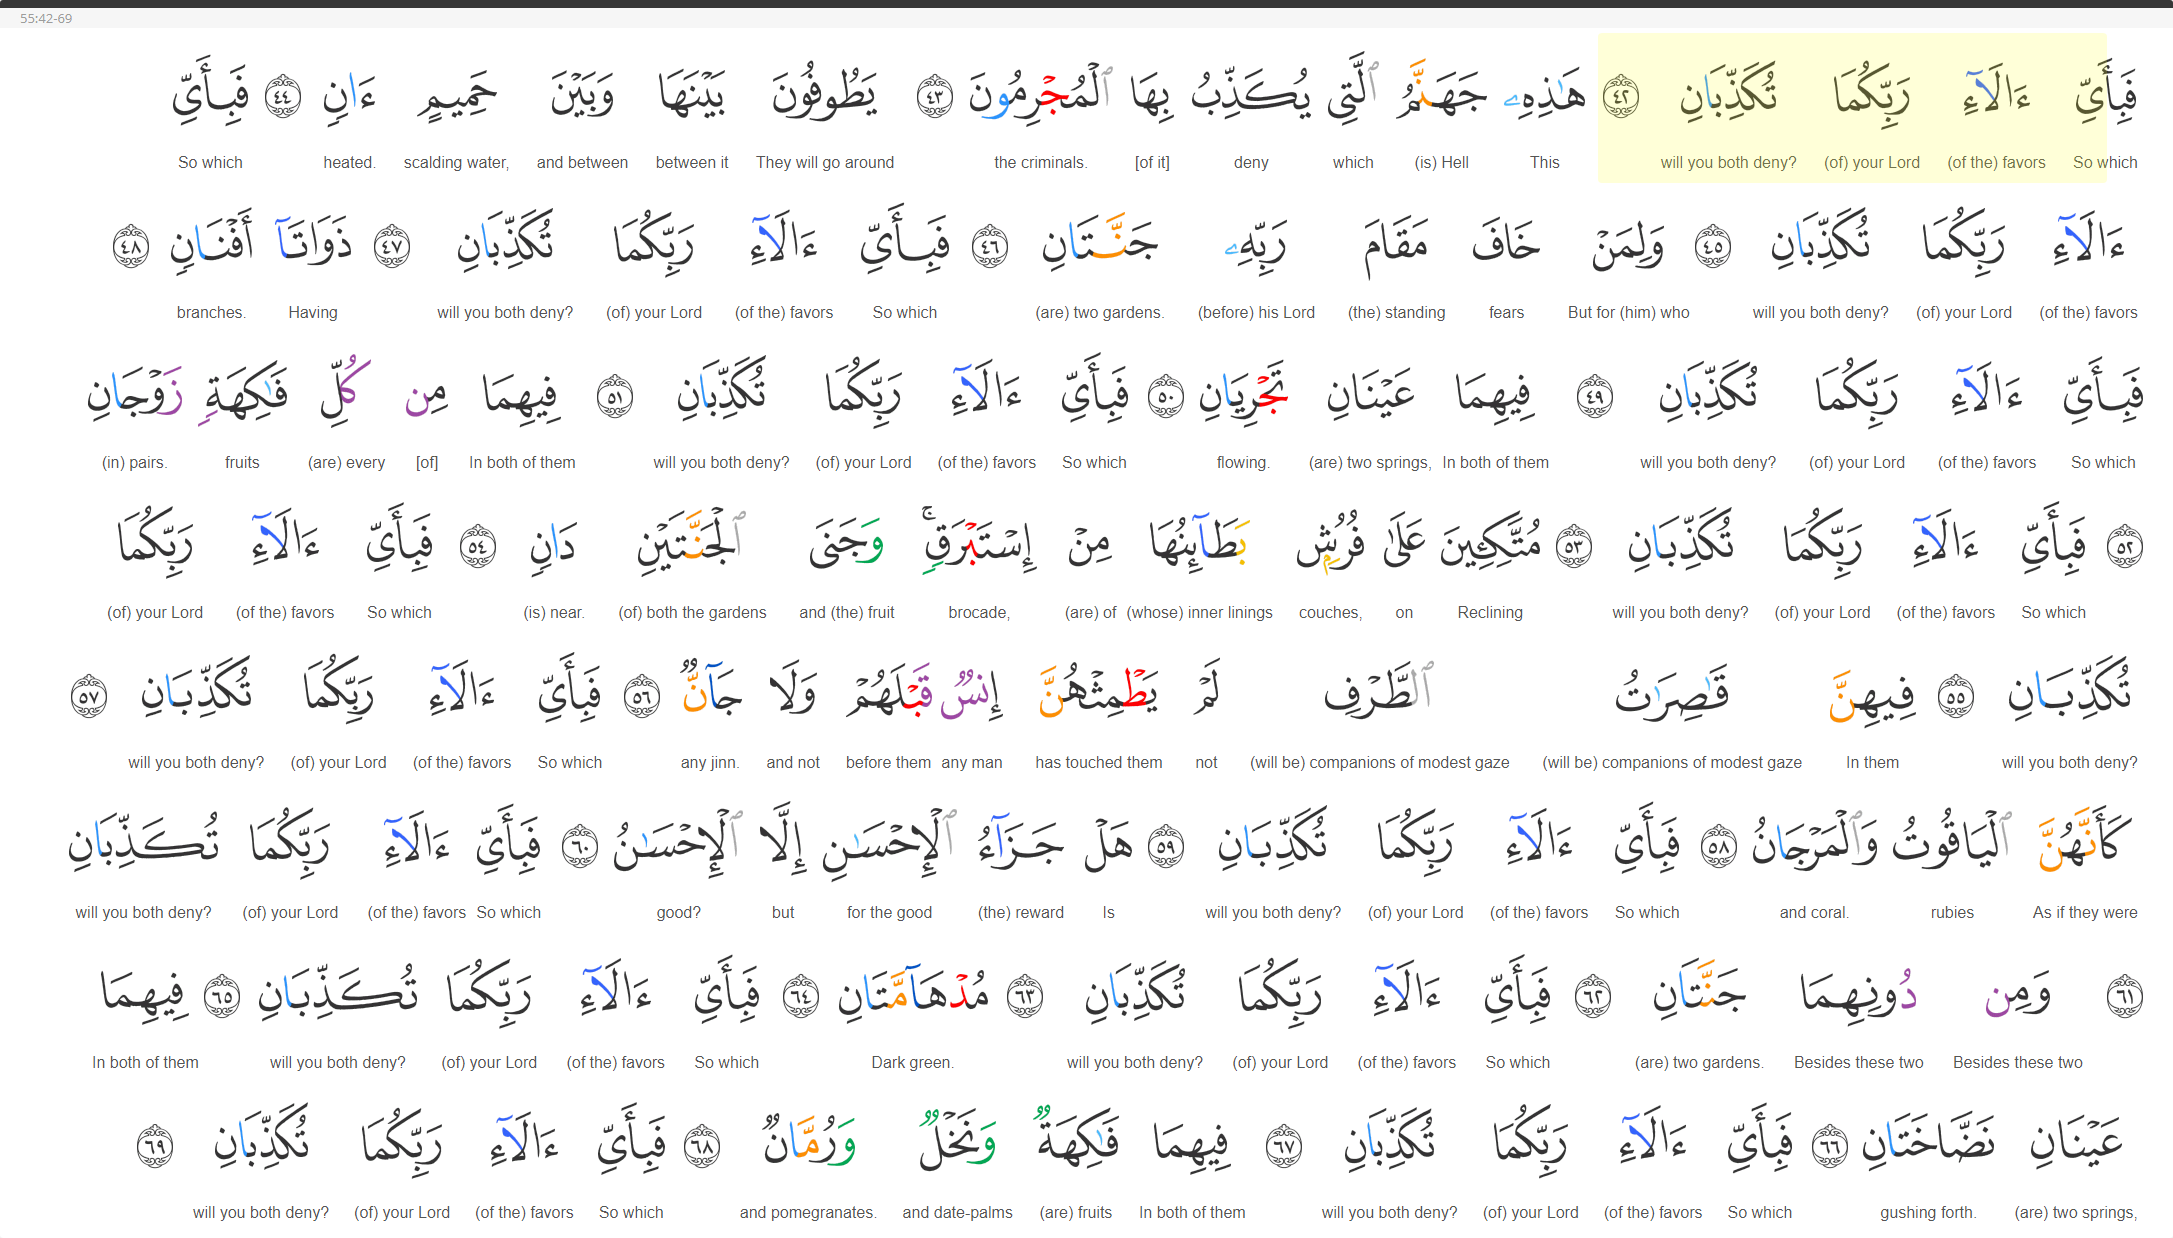 55:42-69
فَبِأَيِّ ءَالَآءِ رَبِّكُمَا تُكَذِّبَانِ ٤٢ هَـٰذِهِۦ جَهَنَّمُ ٱلَّتِى يُكَذِّبُ بِهَا ٱلْمُجْرِمُونَ ٤٣ يَطُوفُونَ بَيْنَهَا وَبَيْنَ حَمِيمٍ ءَانٍ ٤٤ فَبِأَيِّ
So which (of the) favors (of) your Lord will you both deny? This (is) Hell which deny [of it] the criminals. They will go around between it and between scalding water, heated. So which
ءَالَآءِ رَبِّكُمَا تُكَذِّبَانِ ٤٥ وَلِمَنْ خَافَ مَقَامَ رَبِّهِۦ جَنَّتَانِ ٤٦ فَبِأَيِّ ءَالَآءِ رَبِّكُمَا تُكَذِّبَانِ ٤٧ ذَوَاتَآ أَفْنَانٍ ٤٨
(of the) favors (of) your Lord will you both deny? But for (him) who fears (the) standing (before) his Lord (are) two gardens. So which (of the) favors (of) your Lord will you both deny? Having branches.
فَبِأَيِّ ءَالَآءِ رَبِّكُمَا تُكَذِّبَانِ ٤٩ فِيهِمَا عَيْنَانِ تَجْرِيَانِ ٥٠ فَبِأَيِّ ءَالَآءِ رَبِّكُمَا تُكَذِّبَانِ ٥١ فِيهِمَا مِن كُلِّ فَـٰكِهَةٍ زَوْجَانِ
So which (of the) favors (of) your Lord will you both deny? In both of them (are) two springs, flowing. So which (of the) favors (of) your Lord will you both deny? In both of them [of] (are) every fruits (in) pairs.
٥٢ فَبِأَيِّ ءَالَآءِ رَبِّكُمَا تُكَذِّبَانِ ٥٣ مُتَّكِـِٔينَ عَلَىٰ فُرُشٍۭ بَطَآئِنُهَا مِنْ إِسْتَبْرَقٍ ۚ وَجَنَى ٱلْجَنَّتَيْنِ دَانٍ ٥٤ فَبِأَيِّ ءَالَآءِ رَبِّكُمَا
So which (of the) favors (of) your Lord will you both deny? Reclining on couches, (whose) inner linings (are) of brocade, and (the) fruit (of) both the gardens (is) near. So which (of the) favors (of) your Lord
تُكَذِّبَانِ ٥٥ فِيهِنَّ قَـٰصِرَٰتُ ٱلطَّرْفِ لَمْ يَطْمِثْهُنَّ إِنسٌ قَبْلَهُمْ وَلَا جَآنٌّ ٥٦ فَبِأَيِّ ءَالَآءِ رَبِّكُمَا تُكَذِّبَانِ ٥٧
will you both deny? In them (will be) companions of modest gaze (will be) companions of modest gaze not has touched them any man before them and not any jinn. So which (of the) favors (of) your Lord will you both deny?
كَأَنَّهُنَّ ٱلْيَاقُوتُ وَٱلْمَرْجَانُ ٥٨ فَبِأَيِّ ءَالَآءِ رَبِّكُمَا تُكَذِّبَانِ ٥٩ هَلْ جَزَآءُ ٱلْإِحْسَـٰنِ إِلَّا ٱلْإِحْسَـٰنُ ٦٠ فَبِأَيِّ ءَالَآءِ رَبِّكُمَا تُكَذِّبَانِ
As if they were rubies and coral. So which (of the) favors (of) your Lord will you both deny? Is (the) reward for the good but good? So which (of the) favors (of) your Lord will you both deny?
٦١ وَمِن دُونِهِمَا جَنَّتَانِ ٦٢ فَبِأَيِّ ءَالَآءِ رَبِّكُمَا تُكَذِّبَانِ ٦٣ مُدْهَآمَّتَانِ ٦٤ فَبِأَيِّ ءَالَآءِ رَبِّكُمَا تُكَذِّبَانِ ٦٥ فِيهِمَا
Besides these two Besides these two (are) two gardens. So which (of the) favors (of) your Lord will you both deny? Dark green. So which (of the) favors (of) your Lord will you both deny? In both of them
عَيْنَانِ نَضَّاخَتَانِ ٦٦ فَبِأَيِّ ءَالَآءِ رَبِّكُمَا تُكَذِّبَانِ ٦٧ فِيهِمَا فَـٰكِهَةٌ وَنَخْلٌ وَرُمَّانٌ ٦٨ فَبِأَيِّ ءَالَآءِ رَبِّكُمَا تُكَذِّبَانِ ٦٩
(are) two springs, gushing forth. So which (of the) favors (of) your Lord will you both deny? In both of them (are) fruits and date-palms and pomegranates. So which (of the) favors (of) your Lord will you both deny?